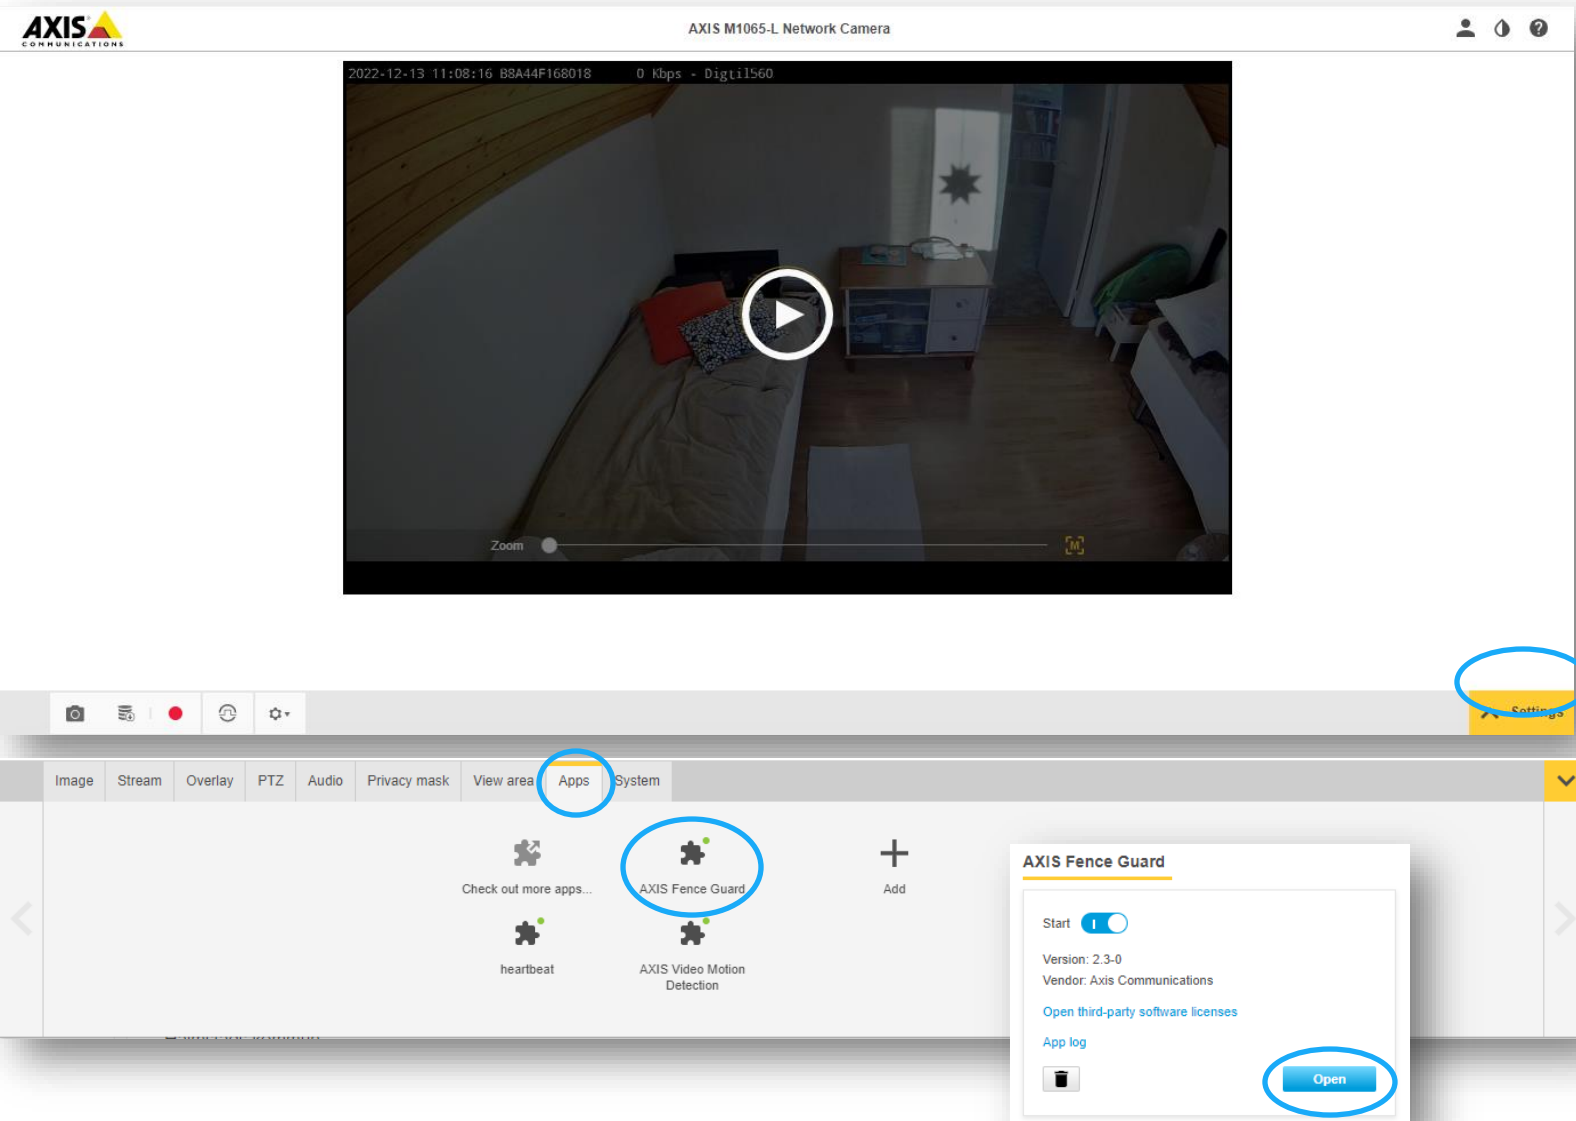 AXIS
COMMUNICATIONS
AXIS M1065-L Network Camera
2022-12-13 11:08:16 B8A44F168018 0 Kbps - Digtil560
Zoom
[M]
Settings
Image Stream Overlay PTZ Audio Privacy mask View area Apps System
Check out more apps...
AXIS Fence Guard
Add
heartbeat
AXIS Video Motion
Detection
AXIS Fence Guard
Start
Version: 2.3-0
Vendor: Axis Communications
Open third-party software licenses
App log
Open